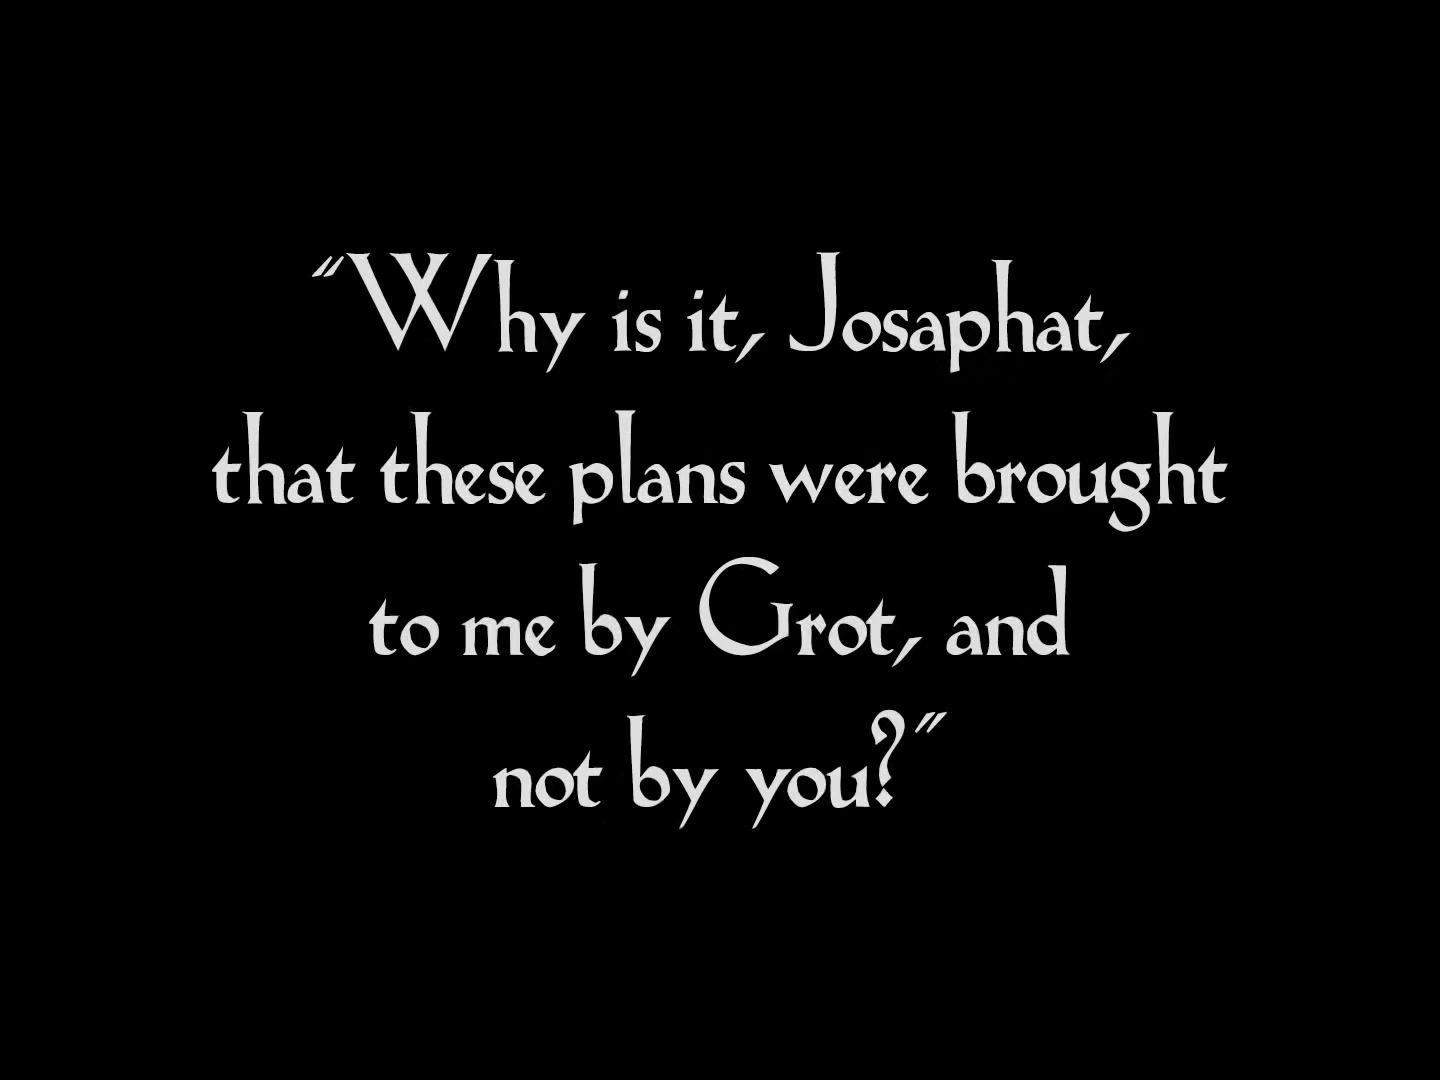 “Why is it, Josaphat,
that these plans were brought
to me by Grot, and
not by you?”